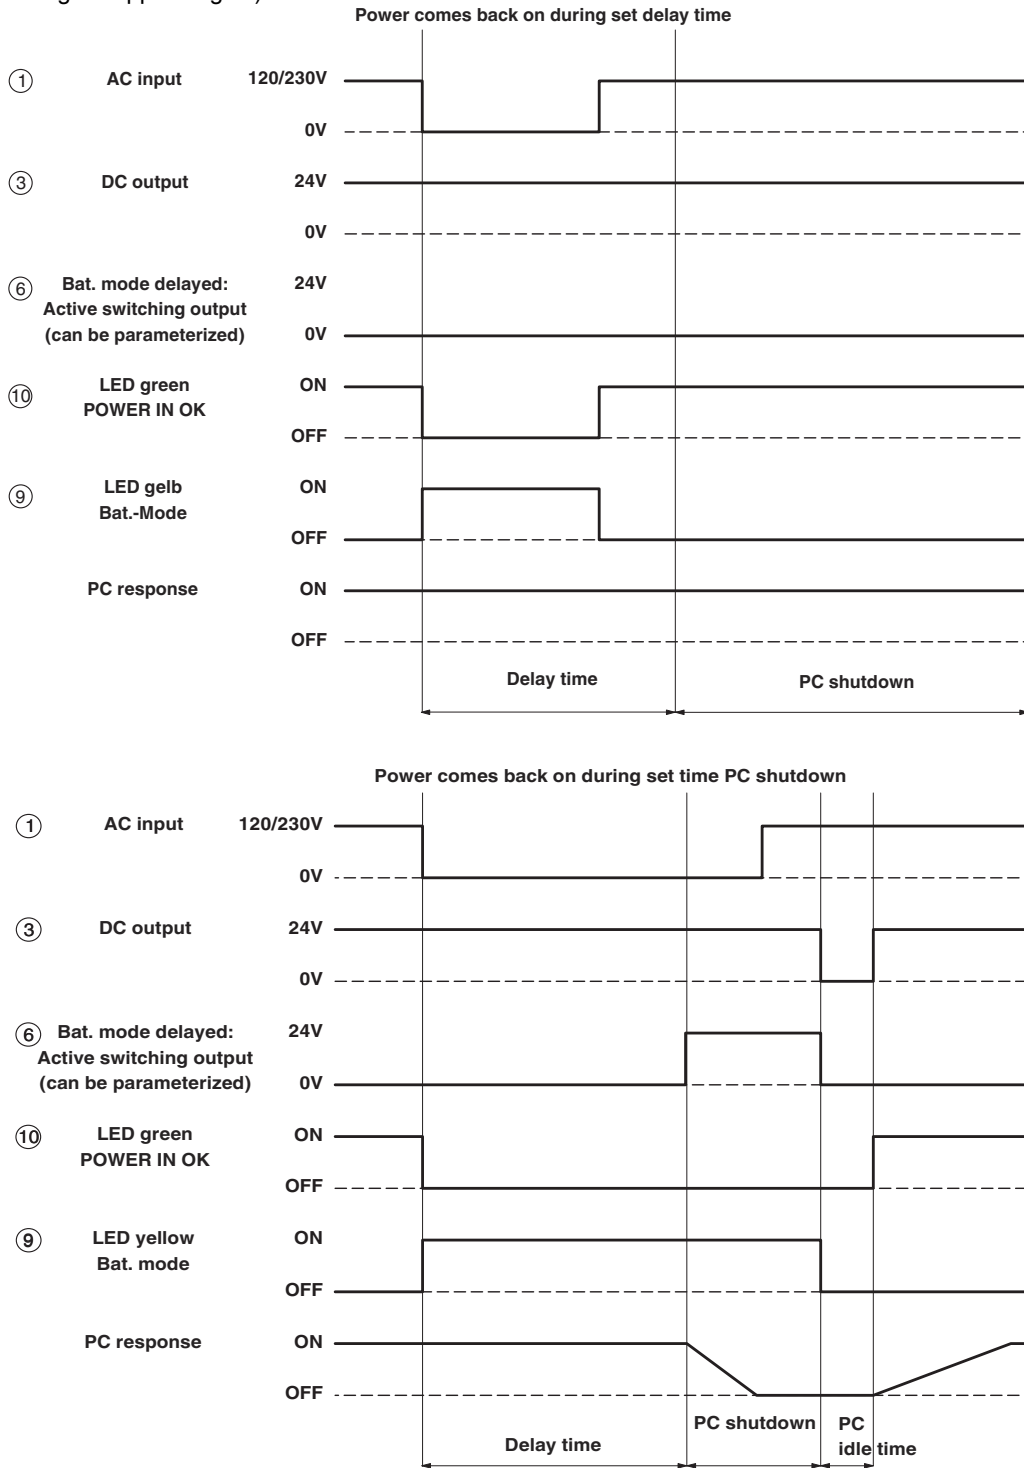 Power comes back on during set delay time
① AC input 120/230V
0V
③ DC output 24V
0V
⑥ Bat. mode delayed: 24V
Active switching output
(can be parameterized) 0V
⑩ LED green ON
POWER IN OK
OFF
⑨ LED gelb ON
Bat.-Mode
OFF
PC response ON
OFF
Delay time PC shutdown
Power comes back on during set time PC shutdown
① AC input 120/230V
0V
③ DC output 24V
0V
⑥ Bat. mode delayed: 24V
Active switching output
(can be parameterized) 0V
⑩ LED green ON
POWER IN OK
OFF
⑨ LED yellow ON
Bat. mode
OFF
PC response ON
OFF
Delay time PC shutdown PC
idle time